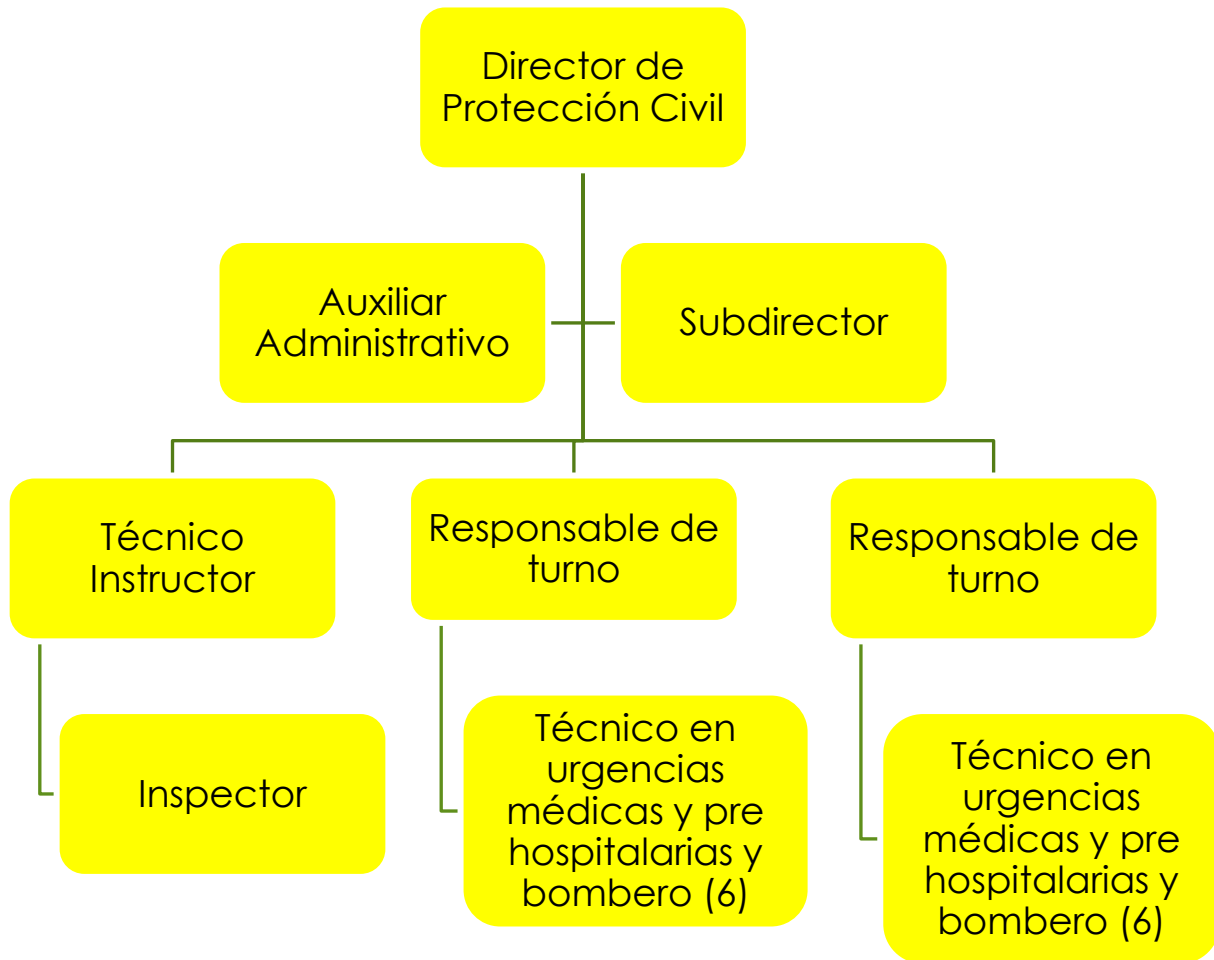 Director de
Protección Civil
Auxiliar
Administrativo
Subdirector
Técnico
Instructor
Responsable de
turno
Responsable de
turno
Inspector
Técnico en
urgencias
médicas y pre
hospitalarias y
bombero (6)
Técnico en
urgencias
médicas y pre
hospitalarias y
bombero (6)